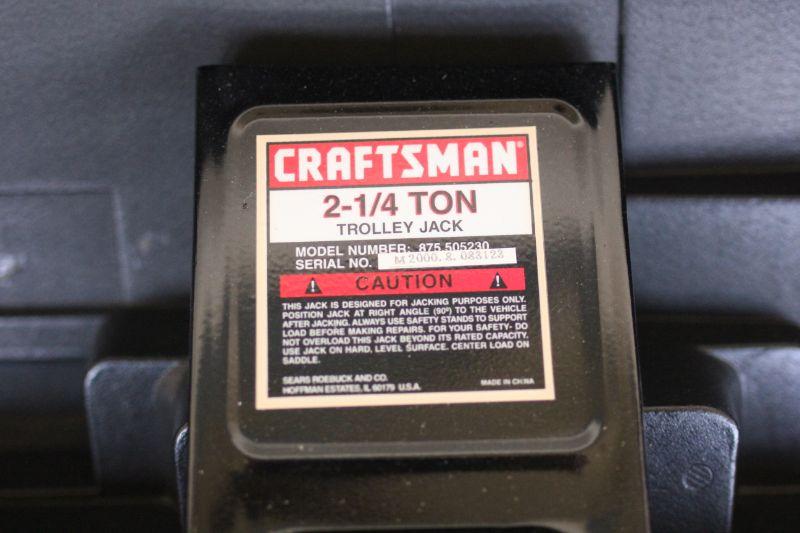 CRAFTSMAN®
2-1/4 TON
TROLLEY JACK
MODEL NUMBER: 875.505230
SERIAL NO. M2000.8.083123
CAUTION
THIS JACK IS DESIGNED FOR JACKING PURPOSES ONLY.
POSITION JACK AT RIGHT ANGLE (90º) TO THE VEHICLE
AFTER JACKING. ALWAYS USE SAFETY STANDS TO SUPPORT
LOAD BEFORE MAKING REPAIRS. FOR YOUR SAFETY- DO
NOT OVERLOAD THIS JACK BEYOND ITS RATED CAPACITY.
USE JACK ON HARD, LEVEL SURFACE. CENTER LOAD ON
SADDLE.
SEARS ROEBUCK AND CO.
HOFFMAN ESTATES, IL 60179 U.S.A.
MADE IN CHINA